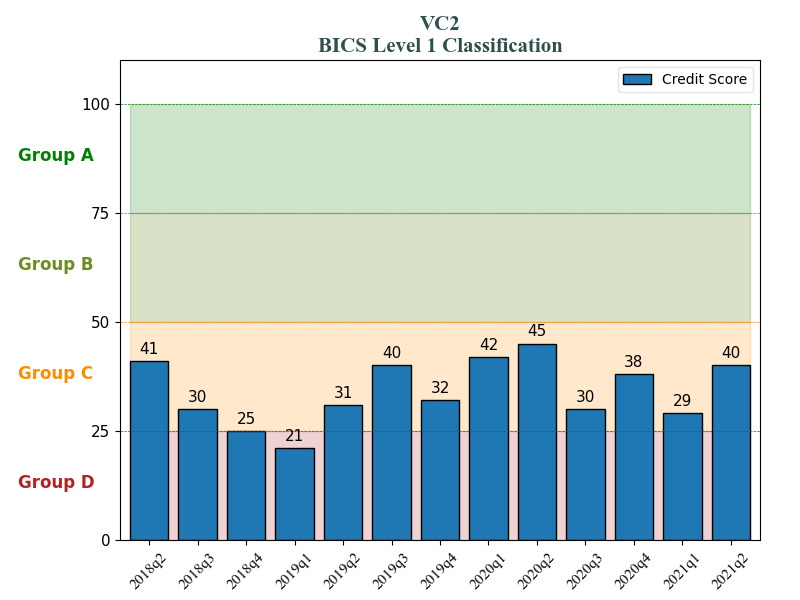 VC2
BICS Level 1 Classification
Credit Score
100
Group A
75
Group B
50
Group C
25
Group D
0
41
30
25
21
31
40
32
42
45
30
38
29
40
2018q2
2018q3
2018q4
2019q1
2019q2
2019q3
2019q4
2020q1
2020q2
2020q3
2020q4
2021q1
2021q2